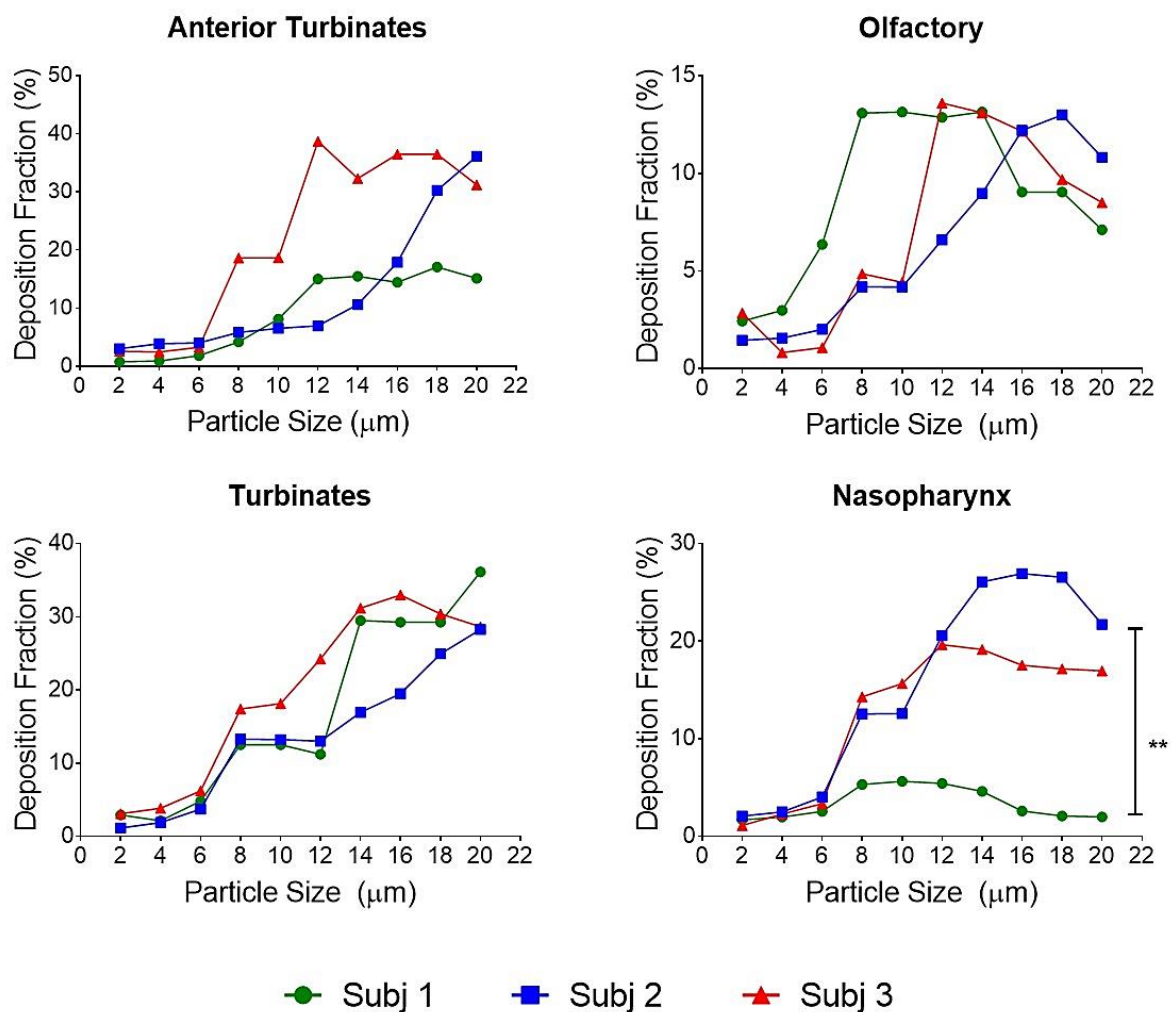 Anterior Turbinates
Deposition Fraction (%)
50
40
30
20
10
0
0 2 4 6 8 10 12 14 16 18 20 22
Particle Size (μm)
Olfactory
Deposition Fraction (%)
15
10
5
0
0 2 4 6 8 10 12 14 16 18 20 22
Particle Size (μm)
Turbinates
Deposition Fraction (%)
40
30
20
10
0
0 2 4 6 8 10 12 14 16 18 20 22
Particle Size (μm)
Nasopharynx
Deposition Fraction (%)
30
20
10
0
0 2 4 6 8 10 12 14 16 18 20 22
Particle Size (μm)
**
Subj 1 Subj 2 Subj 3